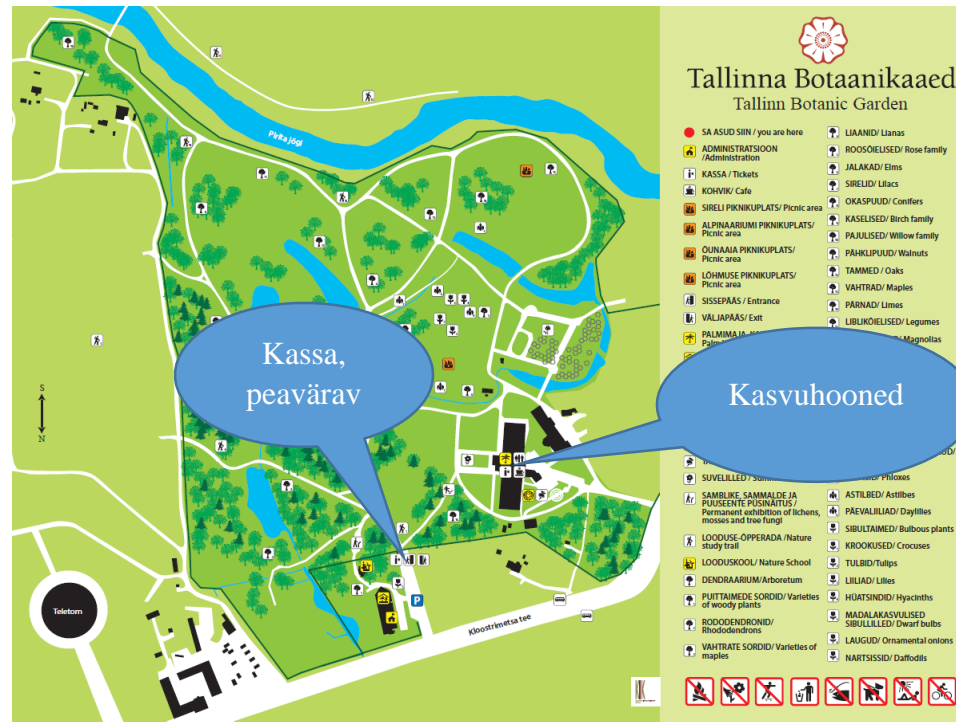 Pirita jõgi
S
N
Kassa,
peavärav
Kasvuhooned
Teletorn
Kloostrimetsa tee
P
Tallinna Botaanikaaed
Tallinn Botanic Garden
SA ASUD SIIN / you are here
ADMINISTRATSIOON
/Administration
KASSA / Tickets
KOHVIK/ Cafe
SIRELI PIKNIKUPLATS/ Picnic area
ALPINAARIUMI PIKNIKUPLATS/
Picnic area
ÕUNAAIA PIKNIKUPLATS/
Picnic area
LÕHMUSE PIKNIKUPLATS/
Picnic area
SISSEPÄÄS / Entrance
VÄLJAPÄÄS/ Exit
SUVELILLED /
SAMBLIKE, SAMMALDE JA
PUUSEENTE PÜSINÄITUS /
Permanent exhibition of lichens,
mosses and tree fungi
LOODUSE-ÕPPERADA /Nature
study trail
LOODUSKOOL/ Nature School
DENDRAARIUM/Arboretum
PUITTAIMEDE SORDID/ Varieties
of woody plants
RODODENDRONID/
Rhododendrons
VAHTRATE SORDID/ Varieties of
maples
LIAANID/ Lianas
ROOSÕIELISED/ Rose family
JALAKAD/ Elms
SIRELID/ Lilacs
OKASPUUD/ Conifers
KASELISED/ Birch family
PAJULISED/ Willow family
PÄHKLIPUUD/ Walnuts
TAMMED / Oaks
VAHTRAD/ Maples
PÄRNAD/ Limes
LIBLIKÕIELISED/ Legumes
Magnolias
Phloxes
ASTILBED/ Astilbes
PÄEVALIILIAD/ Daylilies
SIBULTAIMED/ Bulbous plants
KROOKUSED/ Crocuses
TULBID/Tulips
LIILIAD/ Lilies
HÜATSINDID/ Hyacinths
MADALAKASVULISED
SIBULLILLED/ Dwarf bulbs
LAUGUD/ Ornamental onions
NARTSISSID/ Daffodils